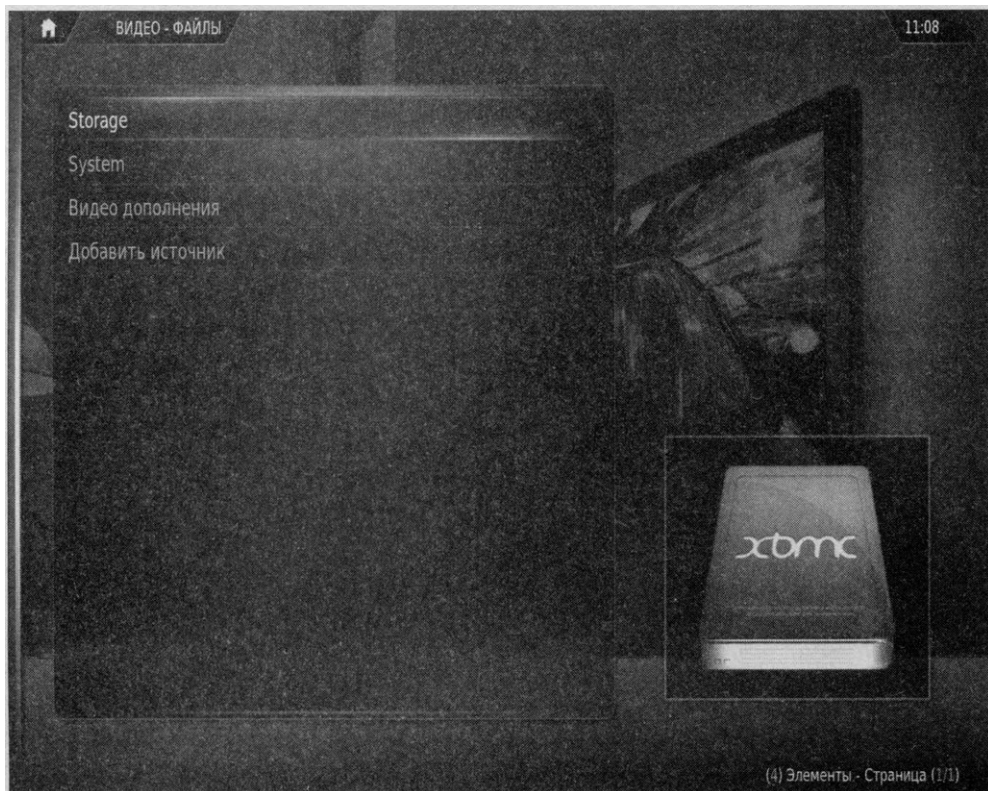 ВИДЕО - ФАЙЛЫ
11:08
Storage
System
Видео дополнения
Добавить источник
xbmc
(4) Элементы - Страница (1/1)